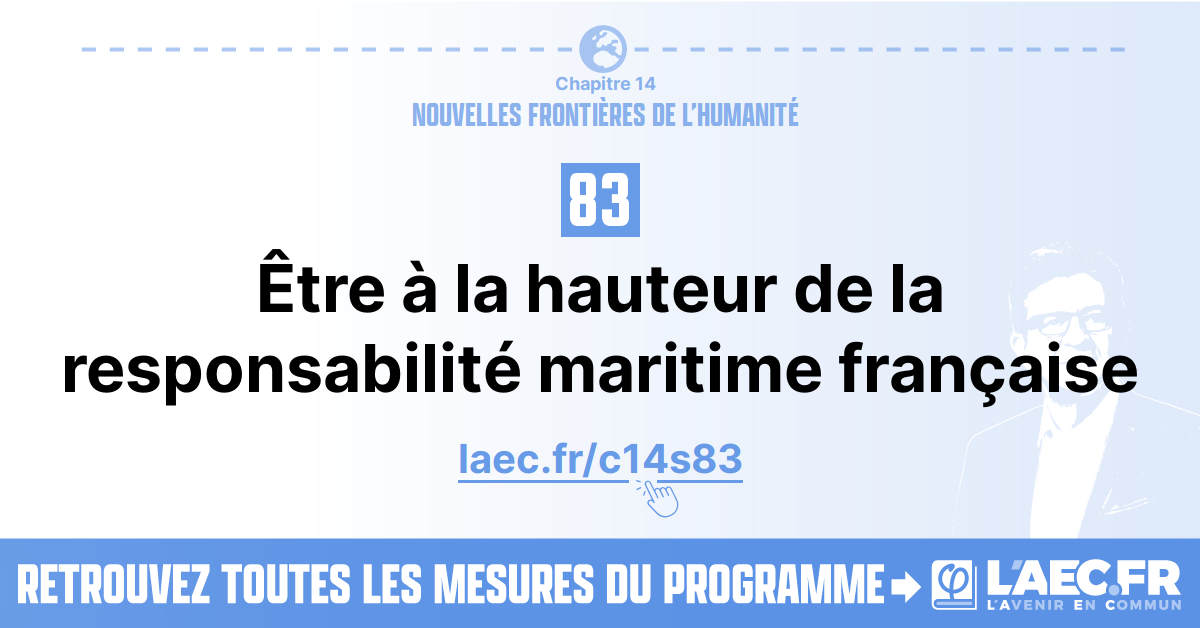 Chapitre 14
NOUVELLES FRONTIÈRES DE L'HUMANITÉ
83
Être à la hauteur de la
responsabilité maritime française
laec.fr/c14s83
RETROUVEZ TOUTES LES MESURES DU PROGRAMME
L'AEC.FR
L'AVENIR EN COMMUN